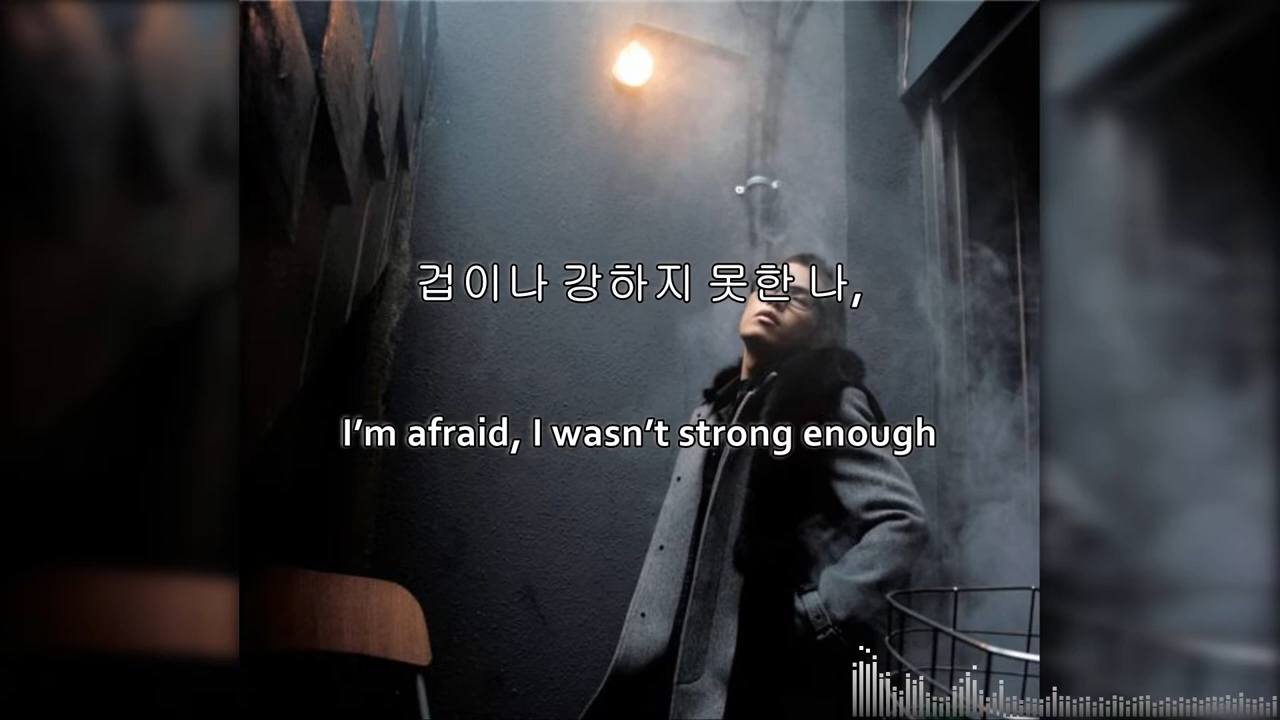 겁이나 강하지 못한 나,
I'm afraid, I wasn't strong enough